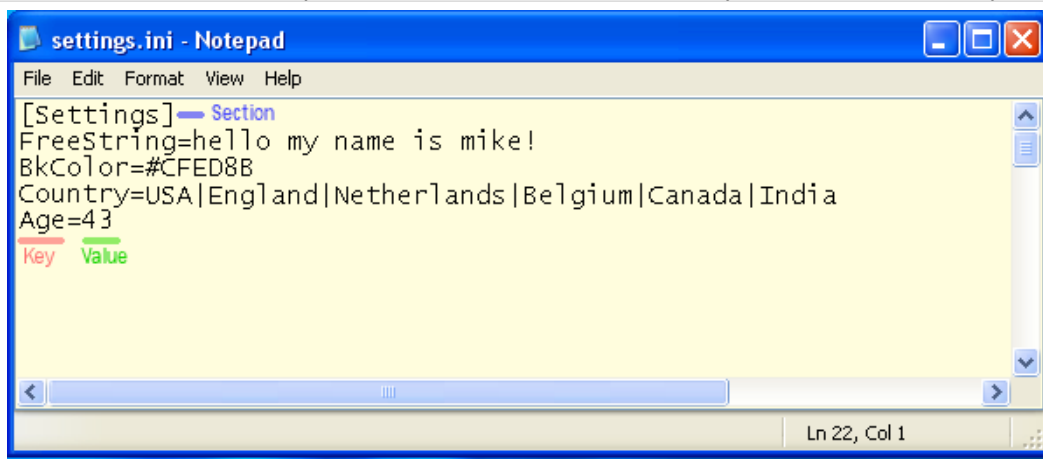 settings.ini - Notepad
File Edit Format View Help
[Settings] Section
FreeString=hello my name is mike!
BkColor=#CFED8B
Country=USA|England|Netherlands|Belgium|Canada|India
Age=43
Key Value
Ln 22, Col 1